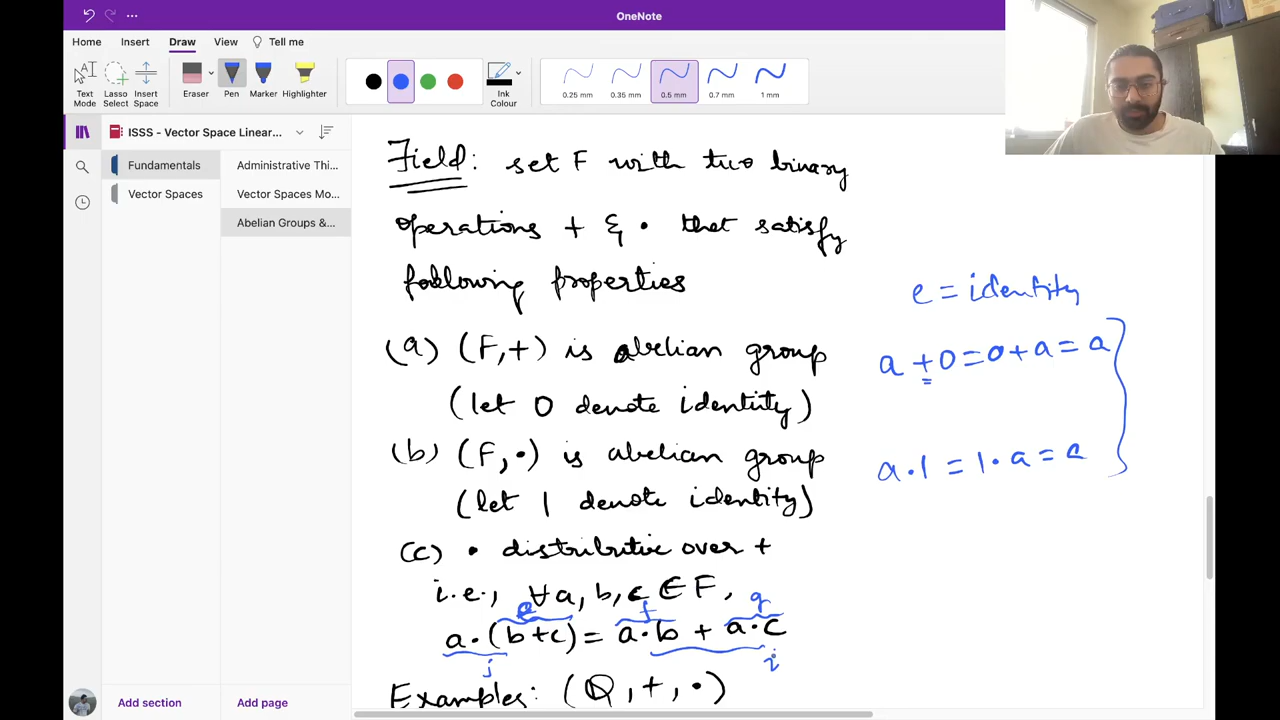 OneNote
Home Insert Draw View Tell me
Text Mode
Lasso Select
Insert Space
Eraser
Pen
Marker
Highlighter
Ink Colour
0.25 mm 0.35 mm 0.5 mm 0.7 mm 1 mm
ISSS - Vector Space Linear...
Fundamentals
Vector Spaces
Administrative Thi...
Vector Spaces Mo...
Abelian Groups &...
Add section
Add page
Field: set F with two binary
operations + & • that satisfy
following properties
(a) (F,+) is abelian group
(let 0 denote identity)
(b) (F,•) is abelian group
(let 1 denote identity)
(c) • distributive over +
i.e., ∀a, b, c ∈ F,
e f g
a•(b+c) = a•b + a•c
j i
Examples: (Q, +, •)
e = identity
a + 0 = 0 + a = a
a•1 = 1•a = a